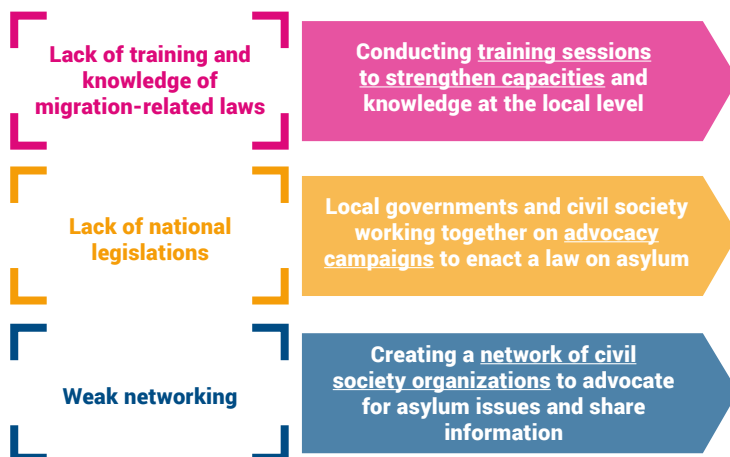 Lack of training and
knowledge of
migration-related laws
Conducting training sessions
to strengthen capacities and
knowledge at the local level
Lack of national
legislations
Local governments and civil society
working together on advocacy
campaigns to enact a law on asylum
Weak networking
Creating a network of civil
society organizations to advocate
for asylum issues and share
information